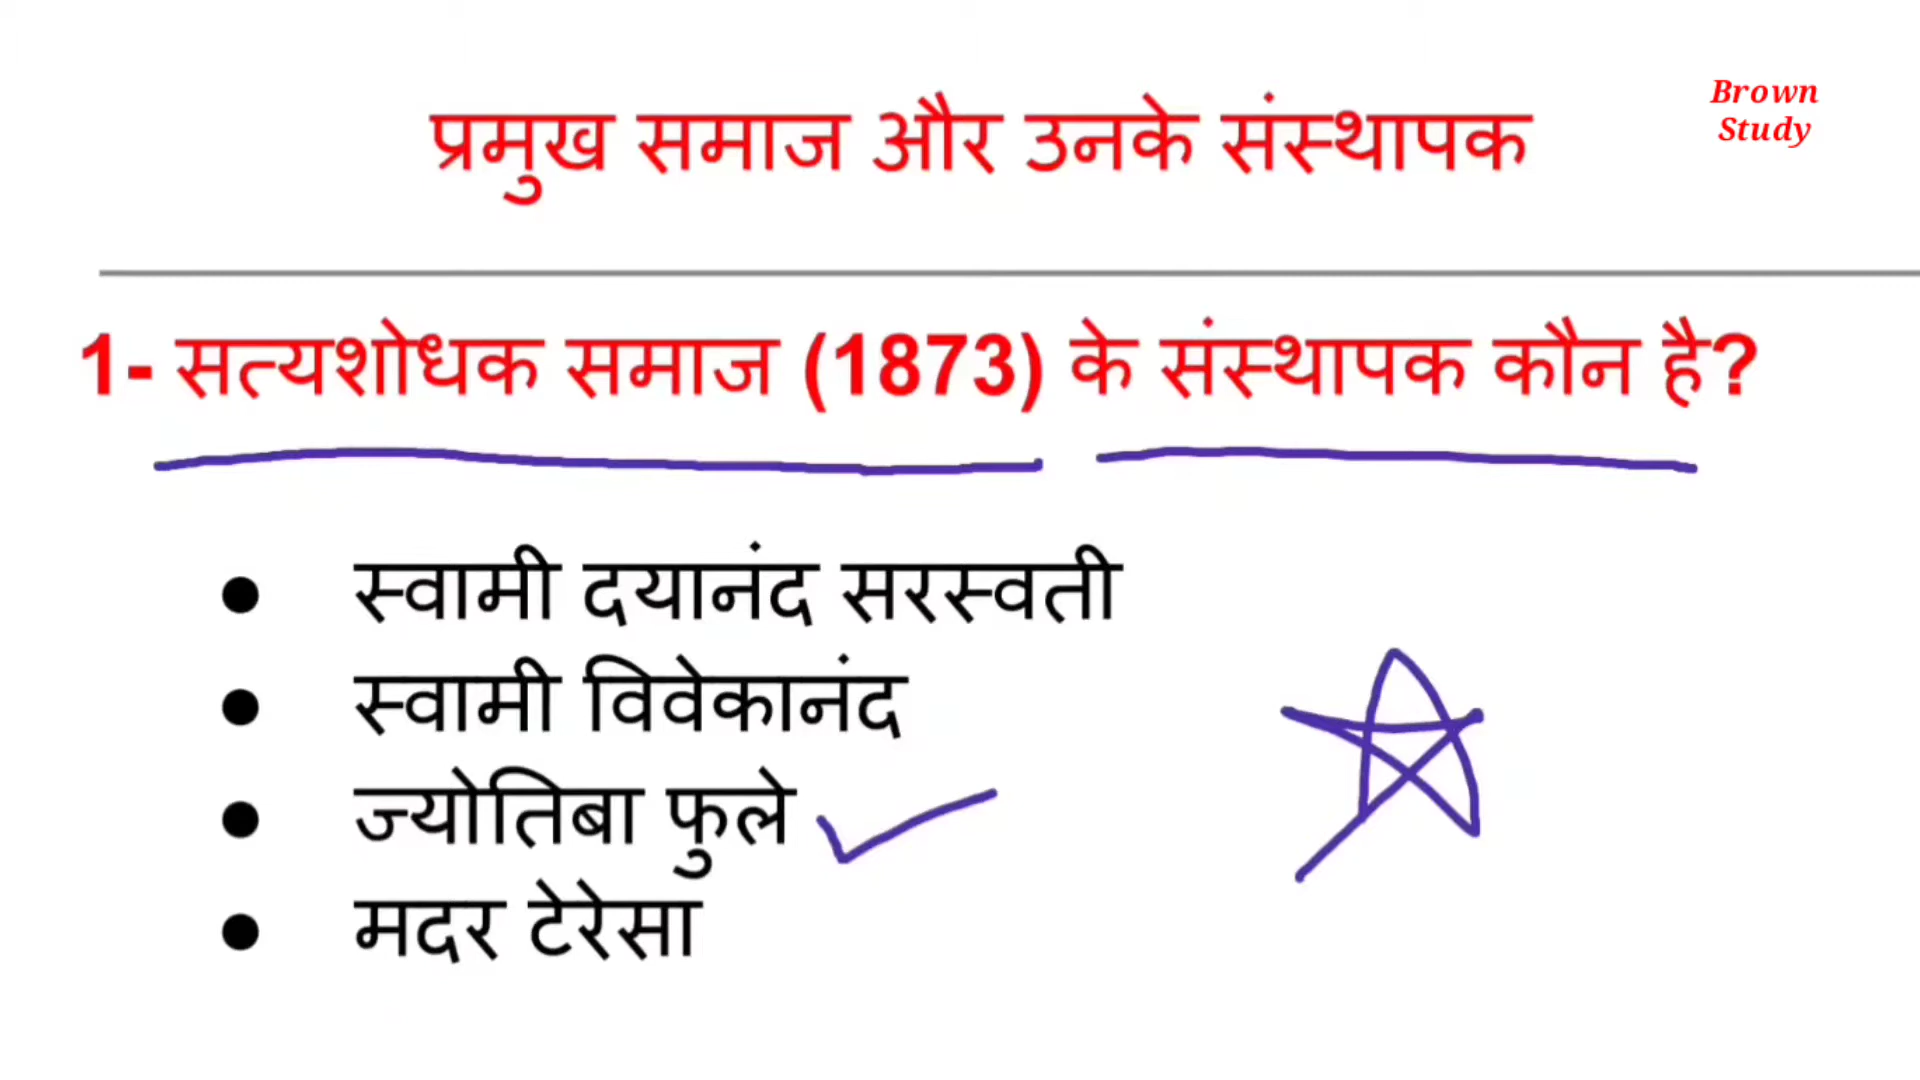 Brown
Study
प्रमुख समाज और उनके संस्थापक
1- सत्यशोधक समाज (1873) के संस्थापक कौन है?
● स्वामी दयानंद सरस्वती
● स्वामी विवेकानंद
● ज्योतिबा फुले
● मदर टेरेसा